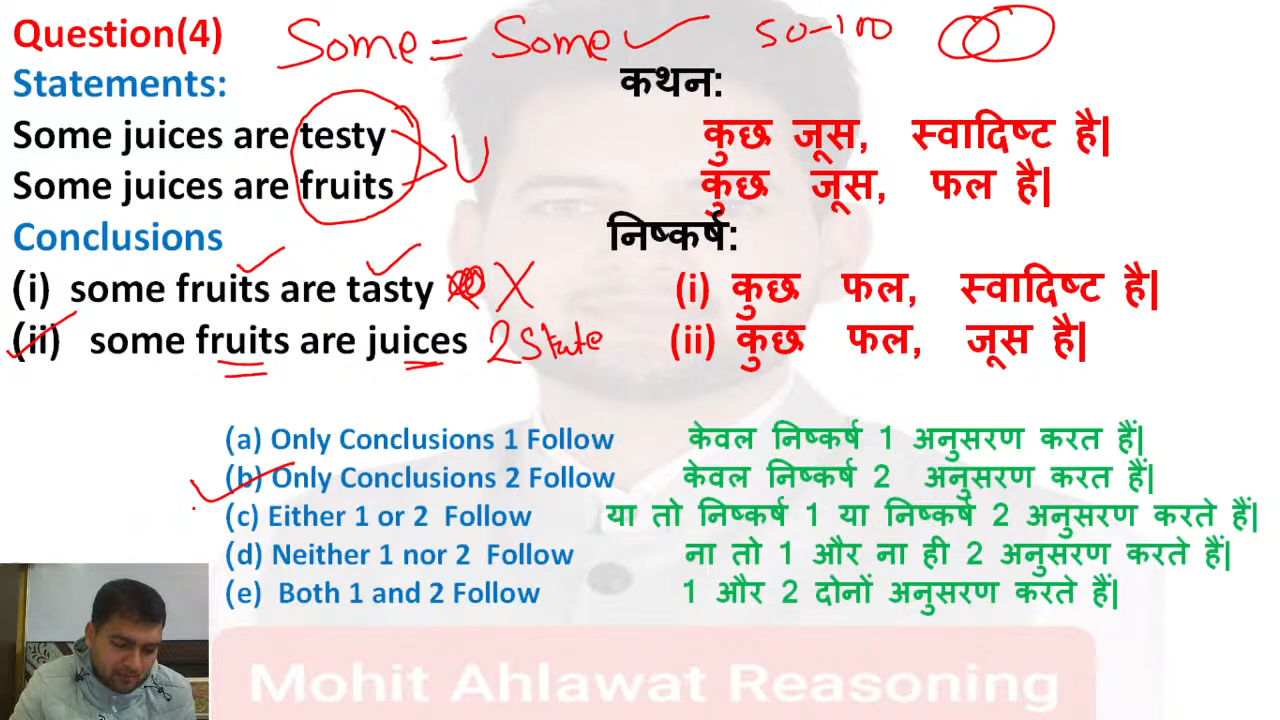 Question(4) Some = Some 50-100
Statements: कथन:
Some juices are testy कुछ जूस, स्वादिष्ट है|
U
Some juices are fruits कुछ जूस, फल है|
Conclusions निष्कर्ष:
(i) some fruits are tasty X (i) कुछ फल, स्वादिष्ट है|
(ii) some fruits are juices 2 State (ii) कुछ फल, जूस है|
(a) Only Conclusions 1 Follow केवल निष्कर्ष 1 अनुसरण करत हैं|
(b) Only Conclusions 2 Follow केवल निष्कर्ष 2 अनुसरण करत हैं|
(c) Either 1 or 2 Follow या तो निष्कर्ष 1 या निष्कर्ष 2 अनुसरण करते हैं|
(d) Neither 1 nor 2 Follow ना तो 1 और ना ही 2 अनुसरण करते हैं|
(e) Both 1 and 2 Follow 1 और 2 दोनों अनुसरण करते हैं|
Mohit Ahlawat Reasoning